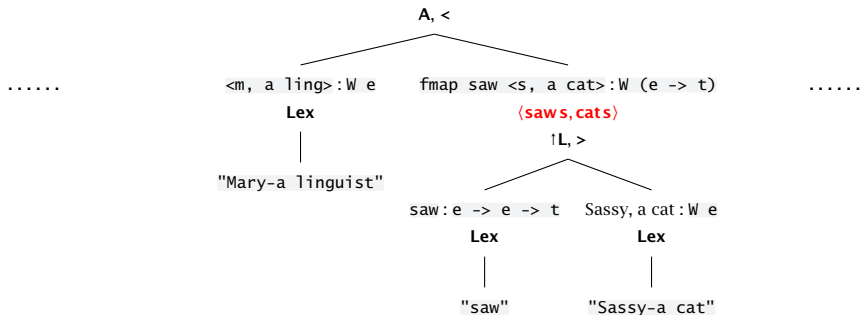 A, <
...... <m, a ling>:W e fmap saw <s, a cat>:W (e -> t) ......
Lex ⟨saw s, cat s⟩
↑L, >
"Mary-a linguist"
saw:e -> e -> t Sassy, a cat:W e
Lex Lex
"saw" "Sassy-a cat"